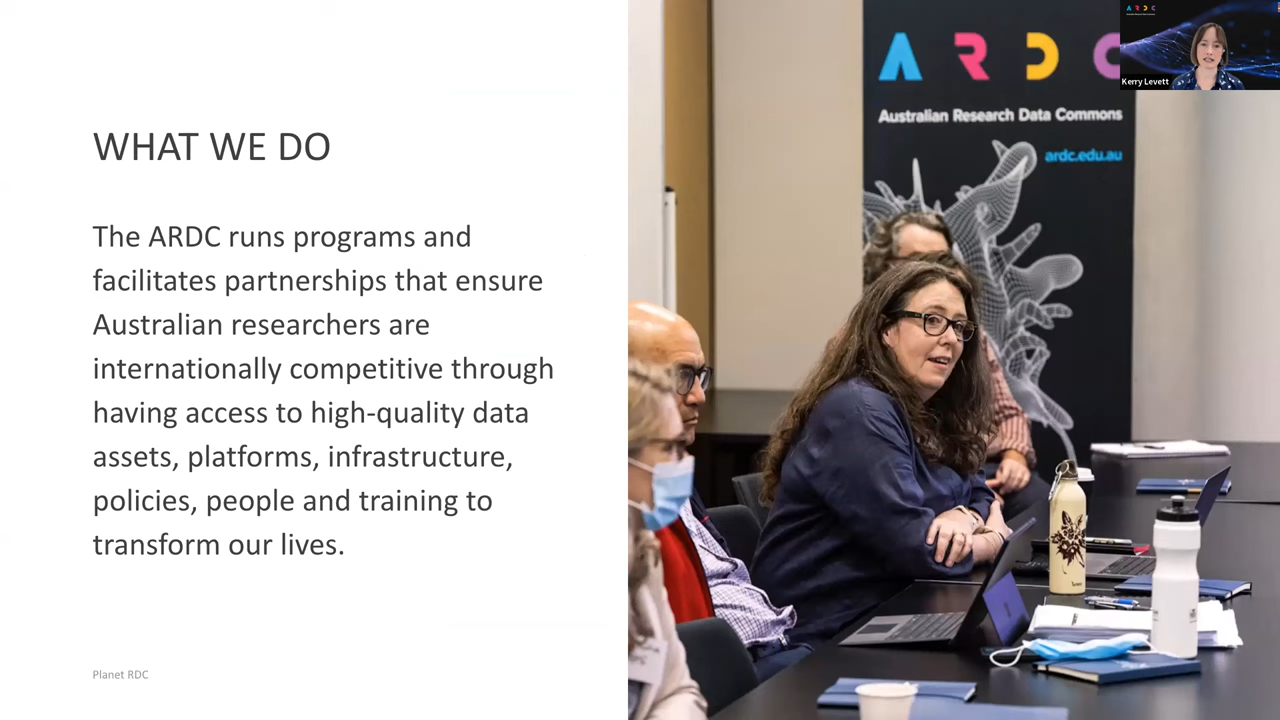 WHAT WE DO
The ARDC runs programs and
facilitates partnerships that ensure
Australian researchers are
internationally competitive through
having access to high-quality data
assets, platforms, infrastructure,
policies, people and training to
transform our lives.
Planet RDC
A R D C
Australian Research Data Commons
ardc.edu.au
A R D C
Kerry Levett